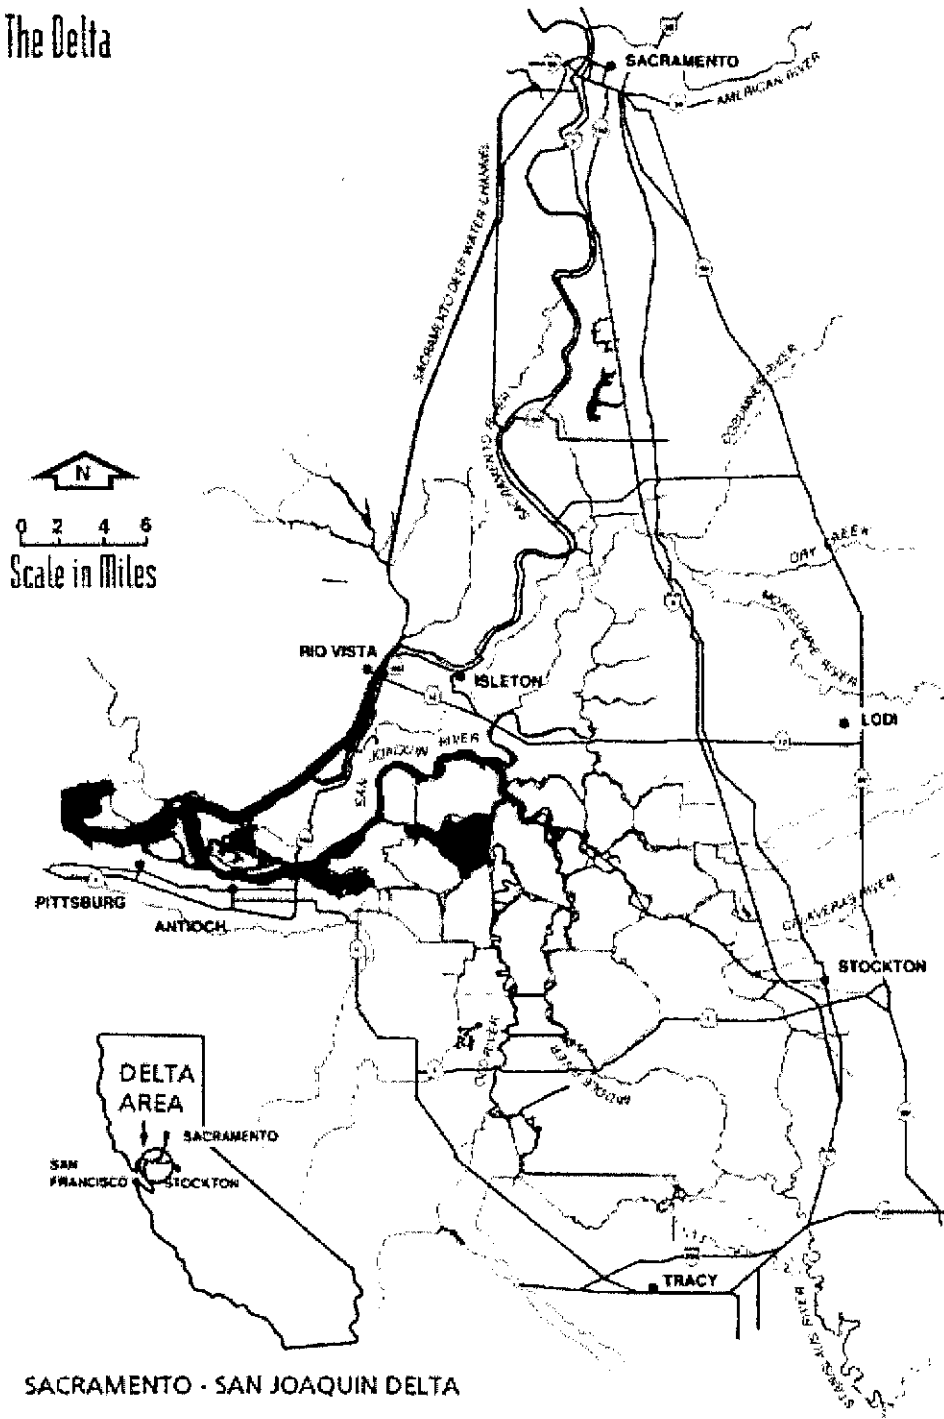 The Delta
SACRAMENTO
AMERICAN RIVER
SACRAMENTO DEEP WATER CHANNEL
COSUMNES RIVER
SACRAMENTO RIVER
N
0 2 4 6
Scale in Miles
DRY CREEK
MOKELUMNE RIVER
RIO VISTA
ISLETON
LODI
SAN JOAQUIN RIVER
12
PITTSBURG
ANTIOCH
CALAVERAS RIVER
STOCKTON
OLD RIVER
MIDDLE RIVER
DELTA
AREA
SACRAMENTO
SAN
FRANCISCO
STOCKTON
TRACY
STANISLAUS RIVER
SACRAMENTO - SAN JOAQUIN DELTA